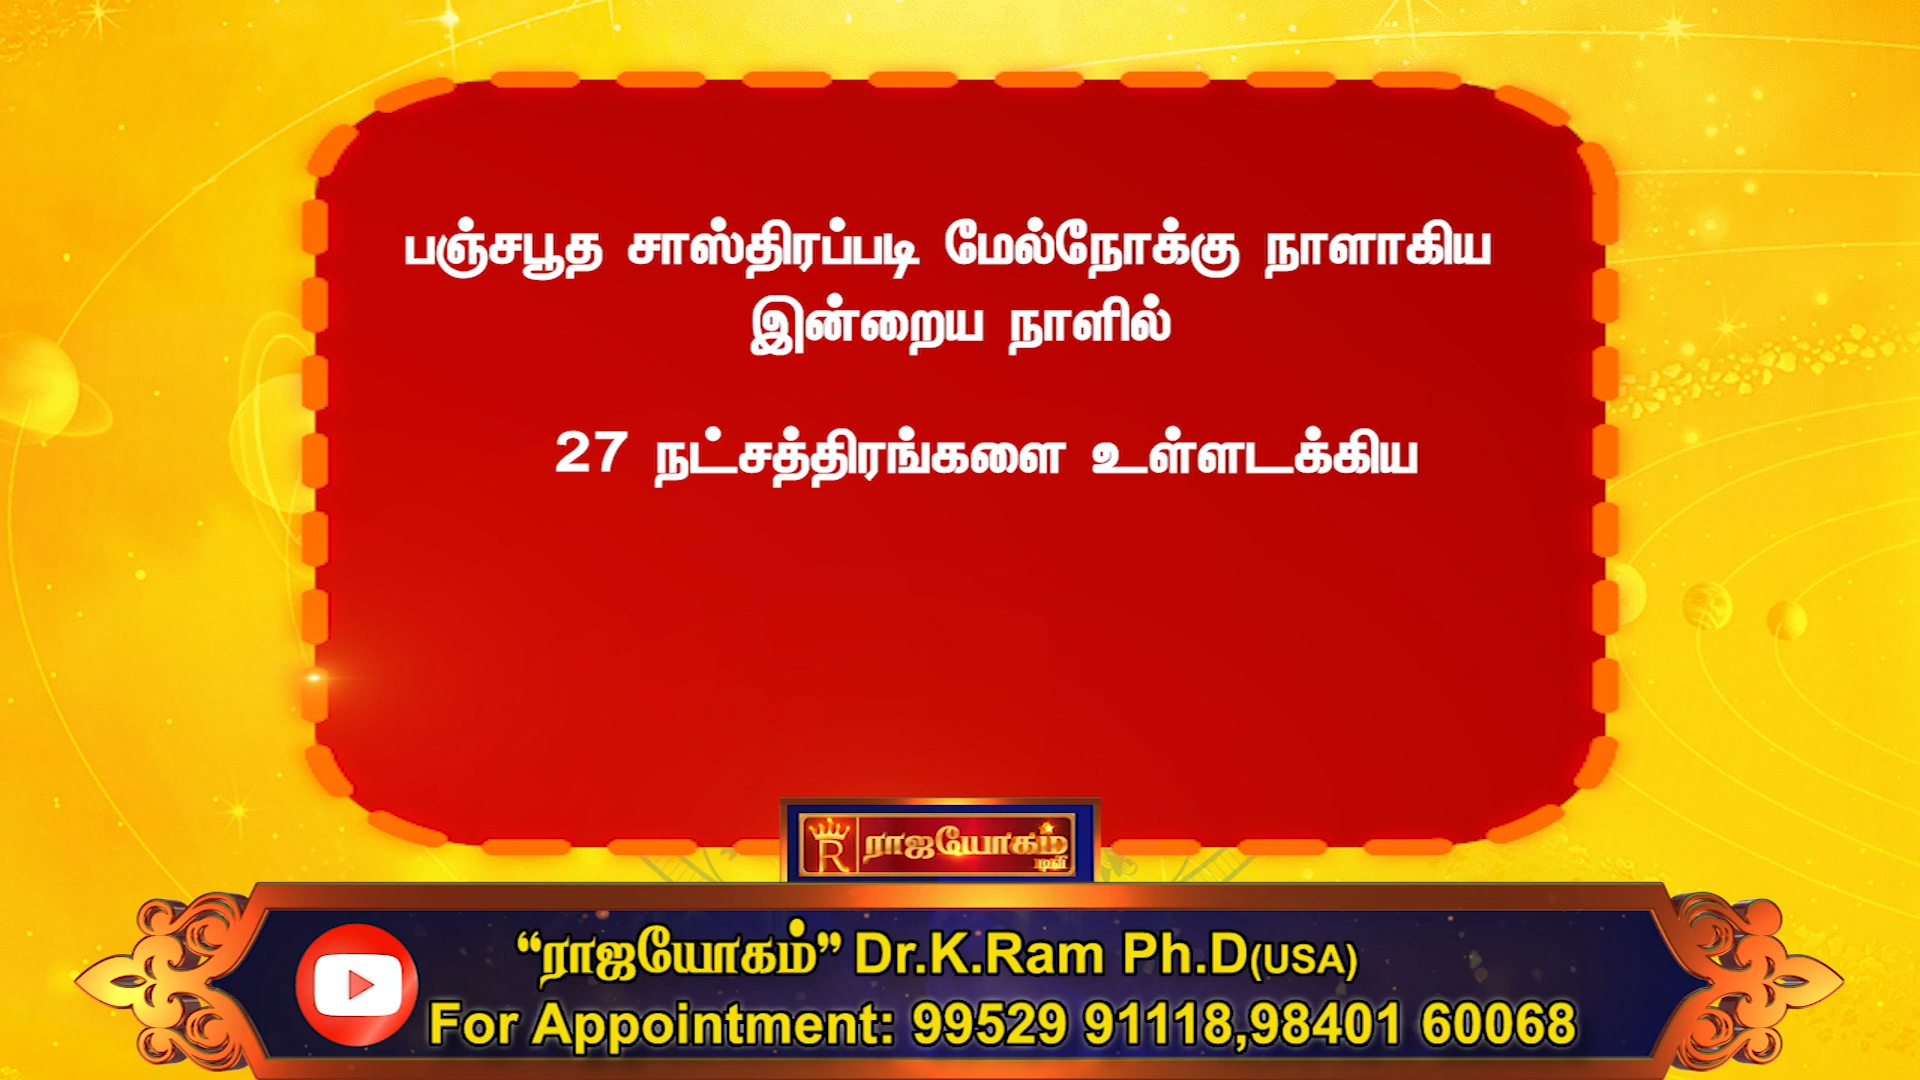 பஞ்சபூத சாஸ்திரப்படி மேல்நோக்கு நாளாகிய
இன்றைய நாளில்
27 நட்சத்திரங்களை உள்ளடக்கிய
R ராஜயோகம்
டிவி
“ராஜயோகம்” Dr.K.Ram Ph.D(USA)
For Appointment: 99529 91118,98401 60068